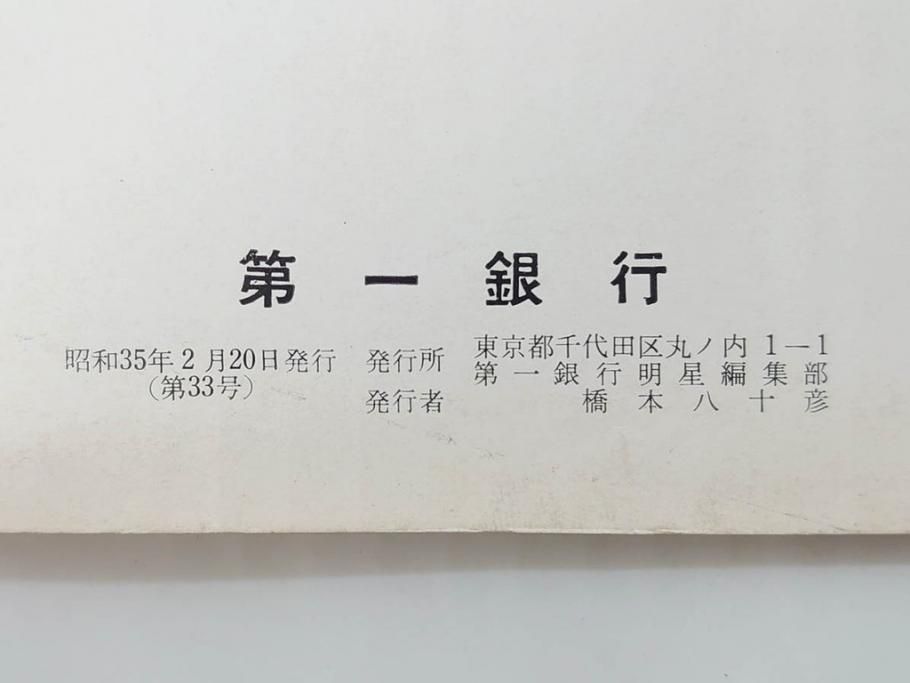 第一銀行
昭和35年2月20日発行
(第33号)
発行所 東京都千代田区丸ノ内1―1
第一銀行明星編集部
発行者 橋本八十彦